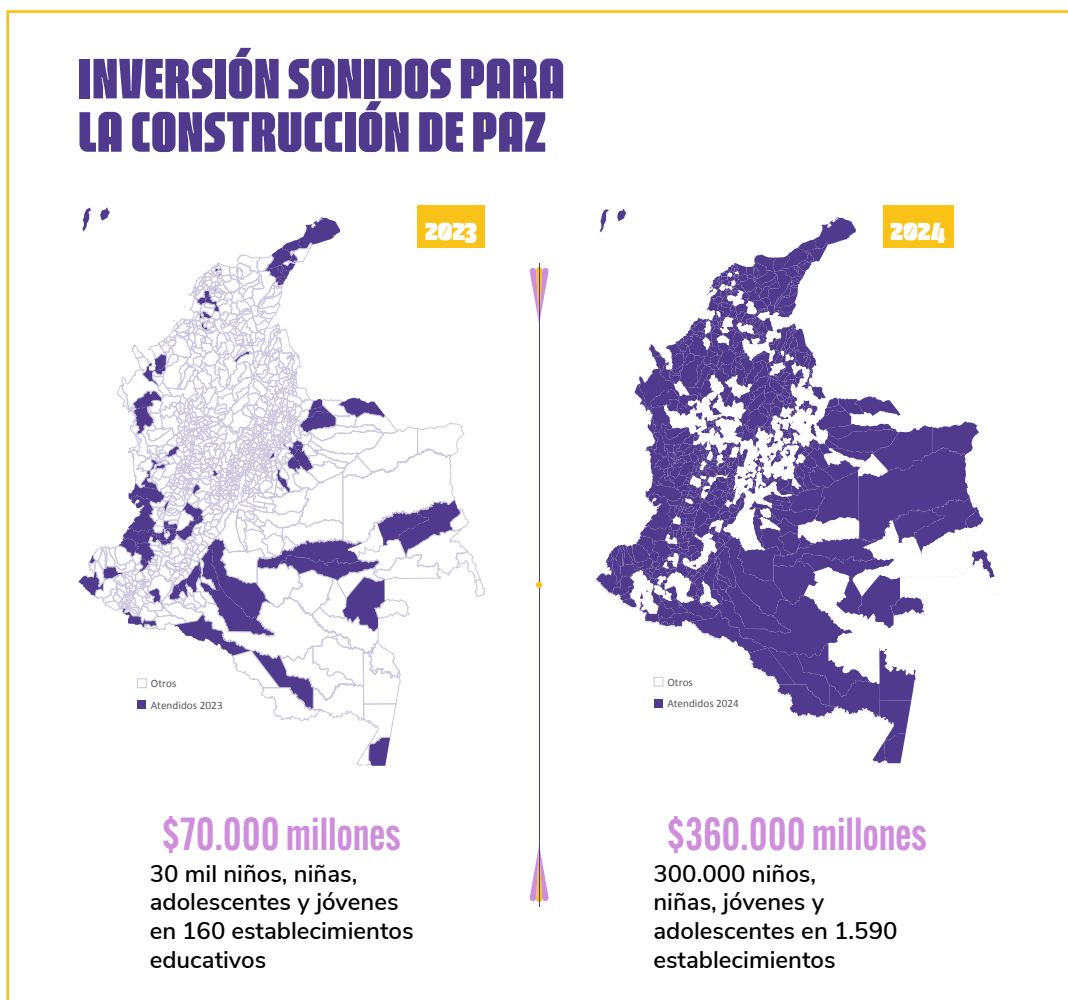 INVERSIÓN SONIDOS PARA
LA CONSTRUCCIÓN DE PAZ
2023
Otros
Atendidos 2023
$70.000 millones
30 mil niños, niñas,
adolescentes y jóvenes
en 160 establecimientos
educativos
2024
Otros
Atendidos 2024
$360.000 millones
300.000 niños,
niñas, jóvenes y
adolescentes en 1.590
establecimientos